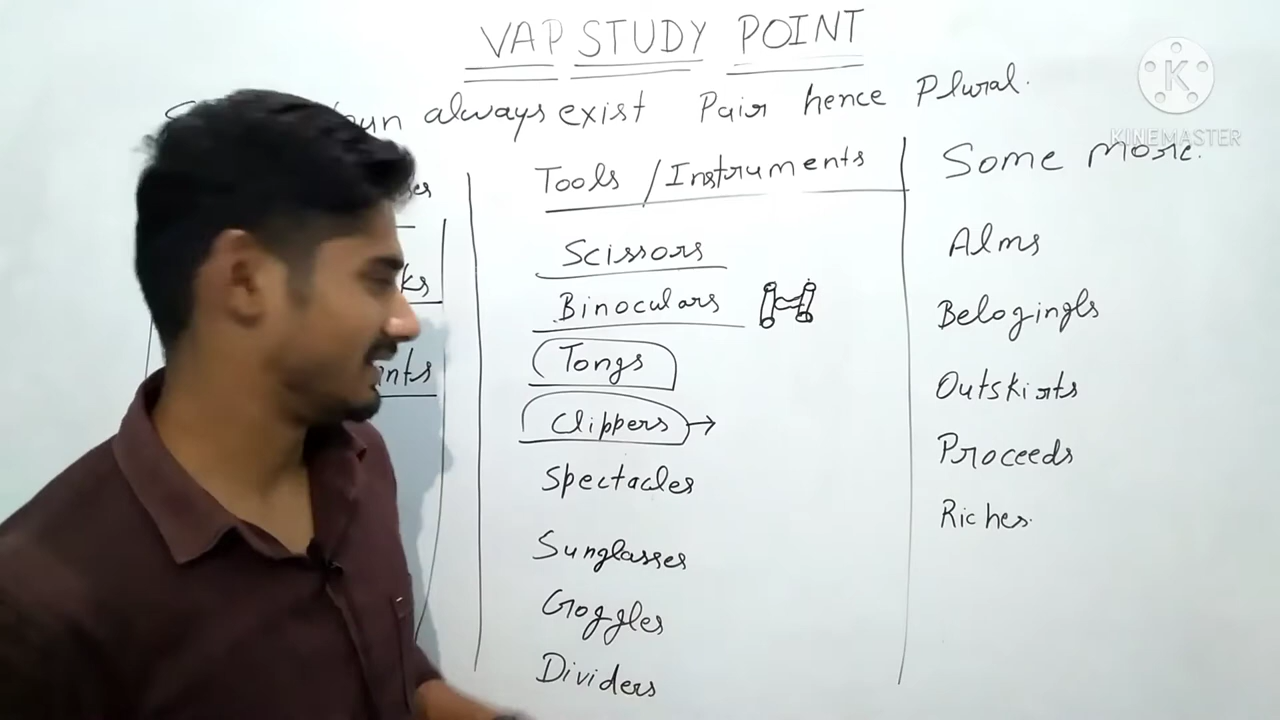 VAP STUDY POINT
always exist Pair hence Plural.
KINEMASTER
Tools / Instruments
Scissors
Binoculars
Tongs
Clippers →
Spectacles
Sunglasses
Goggles
Dividers
Some More.
Alms
Belogingls
Outskirts
Proceeds
Riches.